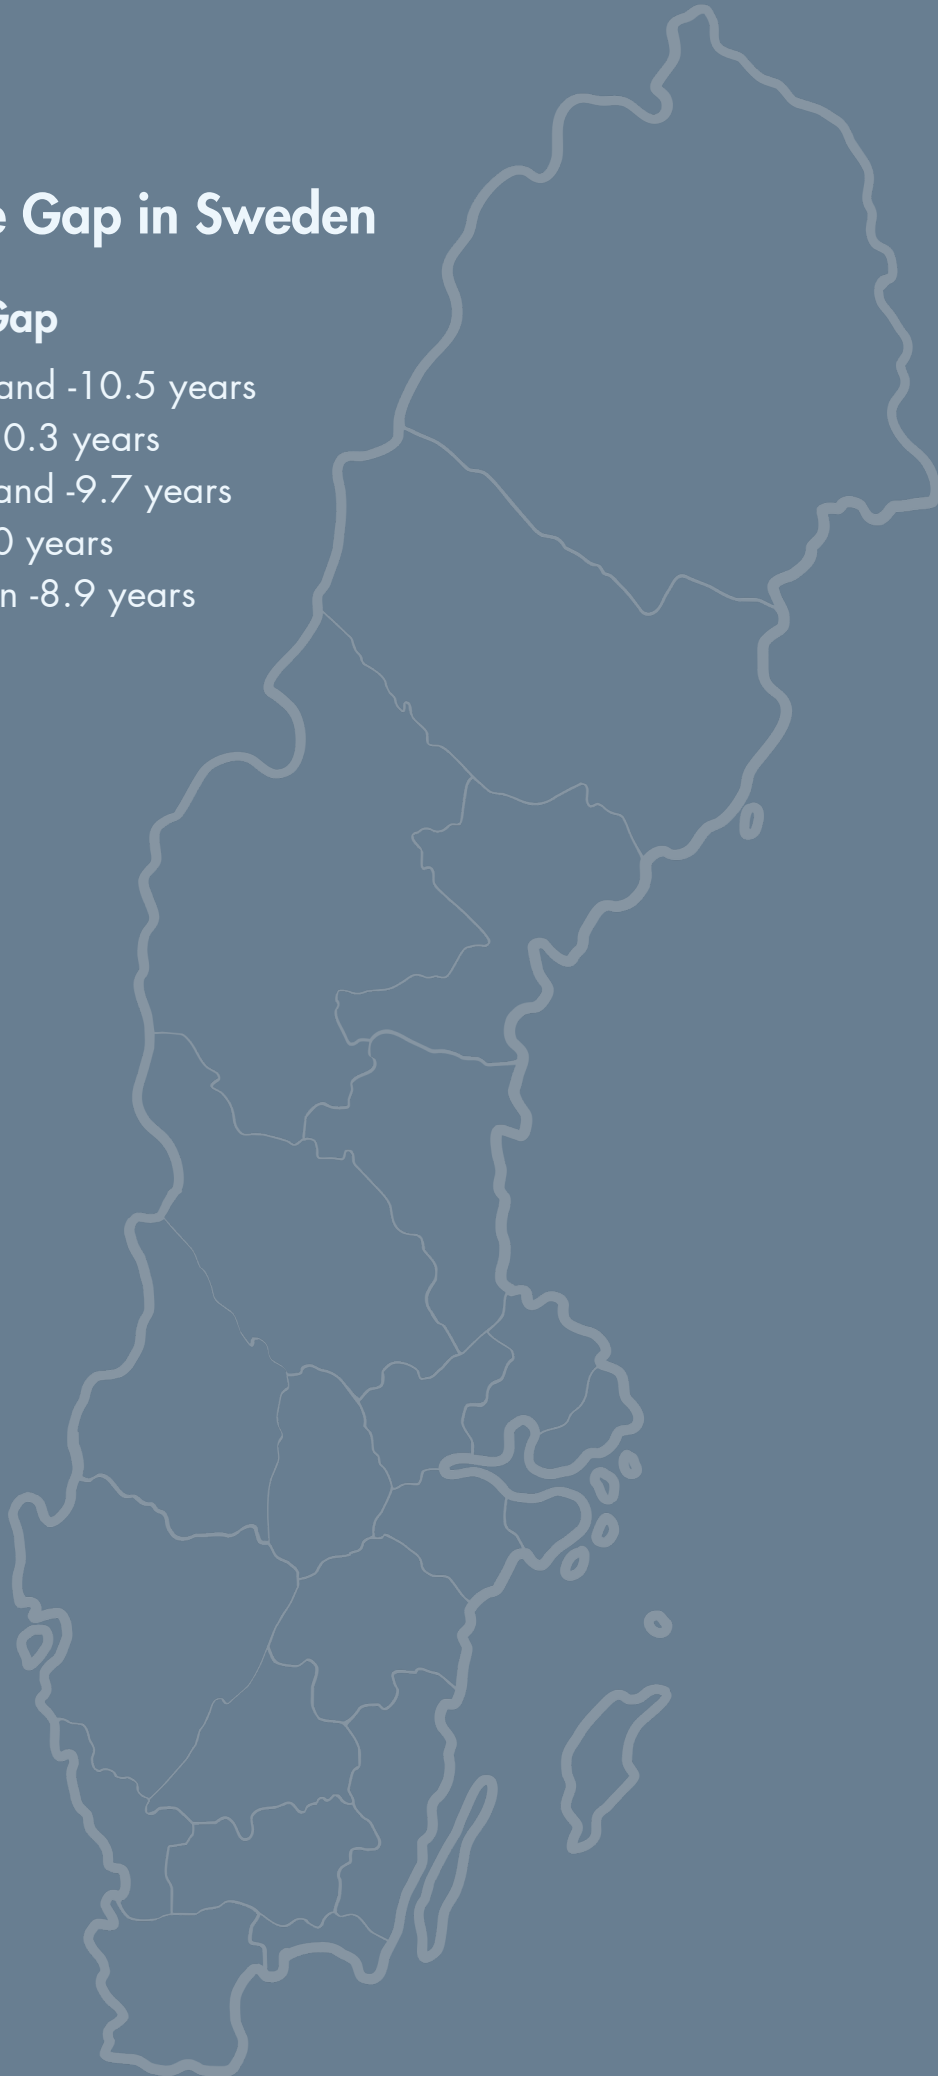 Gap in Sweden
Gap
and -10.5 years
0.3 years
and -9.7 years
0 years
-8.9 years